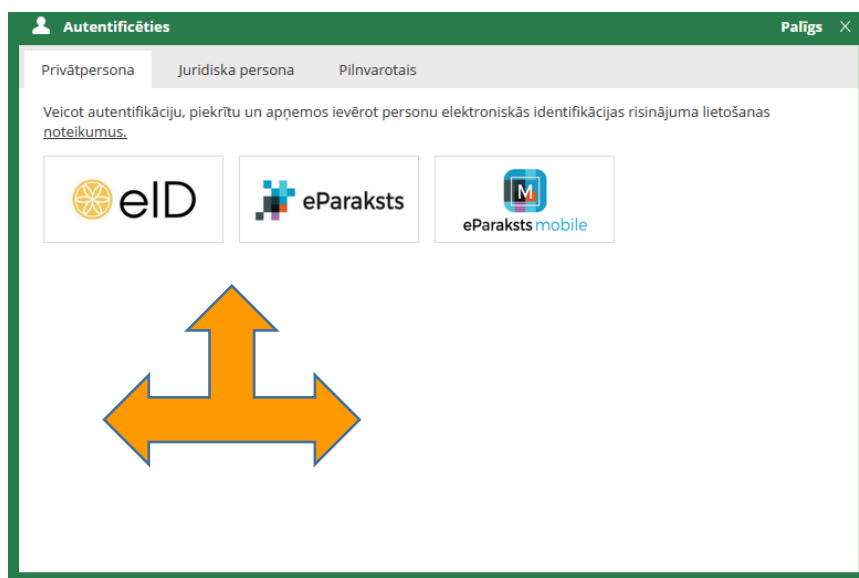 Autentificēties
Palīgs
Privātpersona Juridiska persona Pilnvarotais
Veicot autentifikāciju, piekrītu un apņemos ievērot personu elektroniskās identifikācijas risinājuma lietošanas
noteikumus.
eID
eParaksts
M
eParaksts mobile